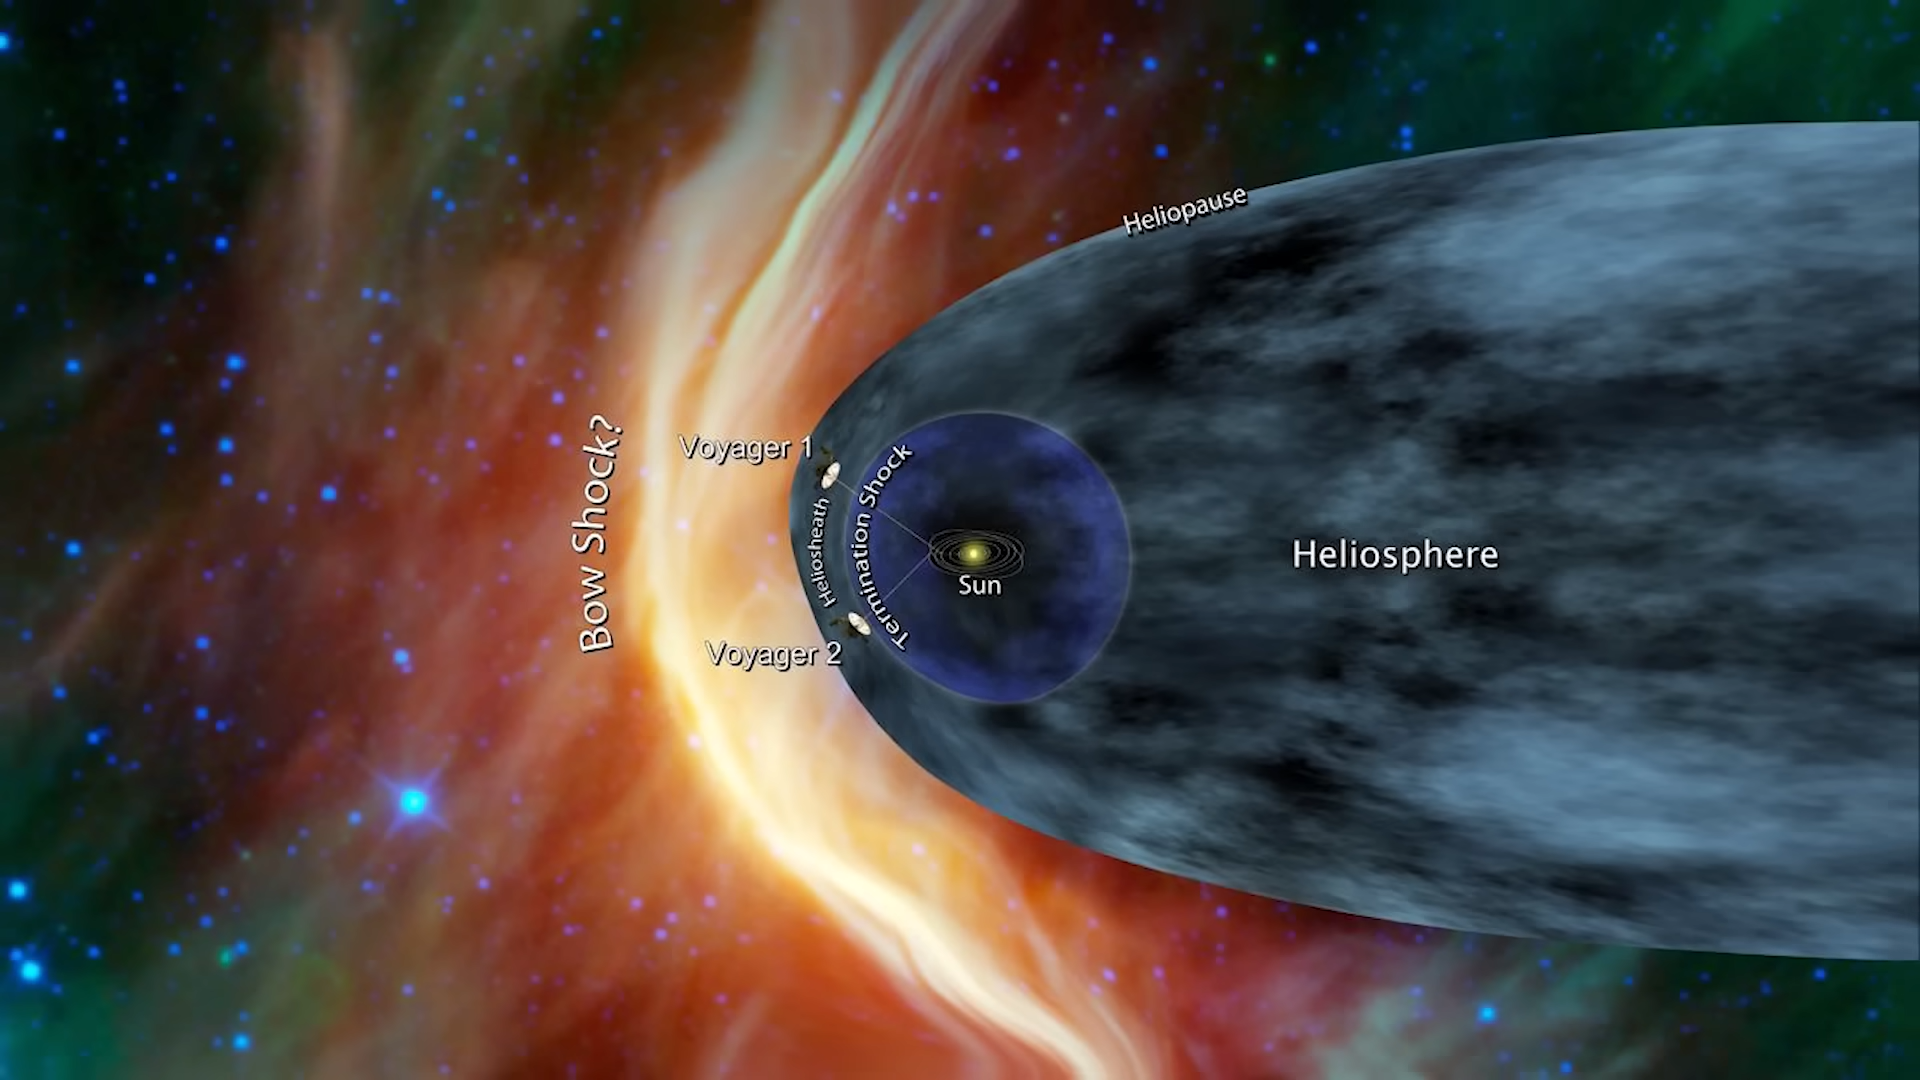 Heliopause
Voyager 1
Bow Shock?
Heliosheath
Termination Shock
Sun
Heliosphere
Voyager 2